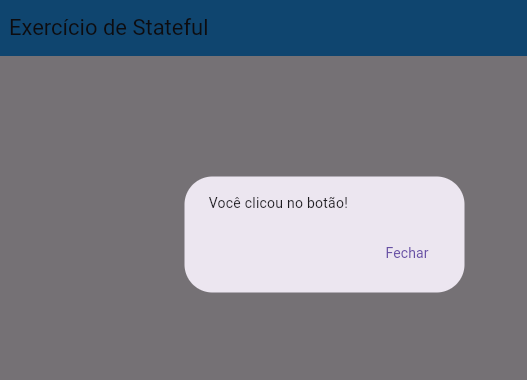 Exercício de Stateful
Você clicou no botão!
Fechar